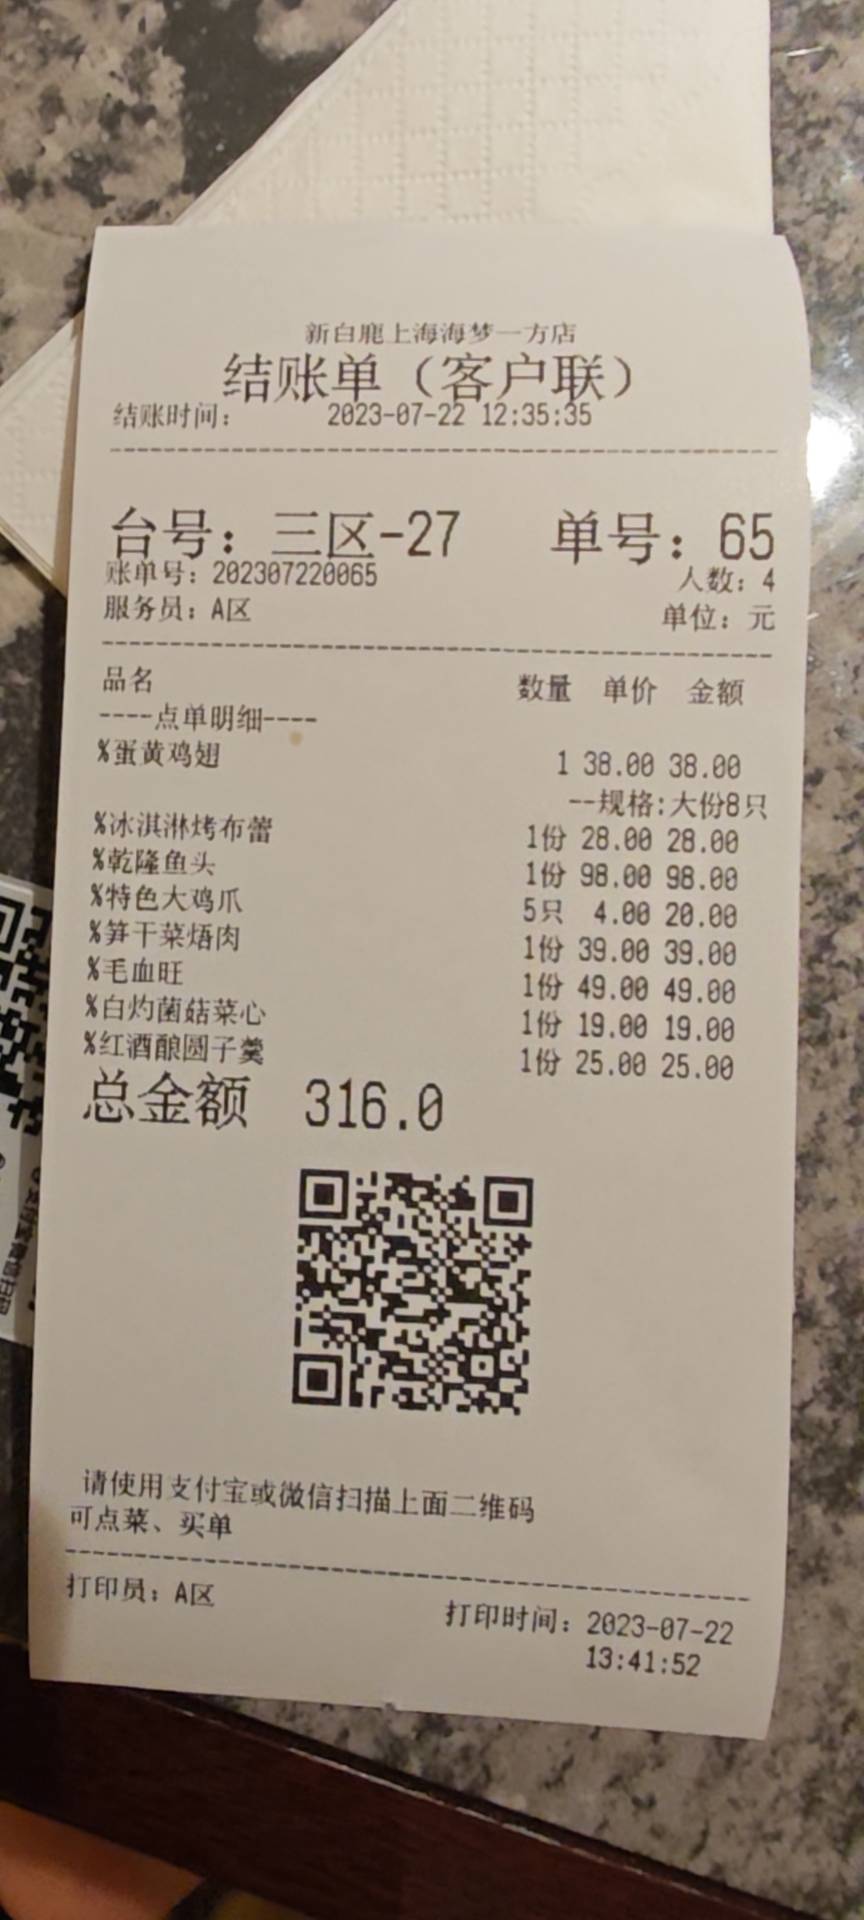 新白鹿上海海梦一方店
结账单（客户联）
结账时间： 2023-07-22 12:35:35
台号：三区-27 单号：65
账单号：202307220065 人数：4
服务员：A区 单位：元
品名 数量 单价 金额
----点单明细----
%蛋黄鸡翅 1 38.00 38.00
--规格:大份8只
%冰淇淋烤布蕾 1份 28.00 28.00
%乾隆鱼头 1份 98.00 98.00
%特色大鸡爪 5只 4.00 20.00
%笋干菜焐肉 1份 39.00 39.00
%毛血旺 1份 49.00 49.00
%白灼菌菇菜心 1份 19.00 19.00
%红酒酿圆子羹 1份 25.00 25.00
总金额 316.0
请使用支付宝或微信扫描上面二维码
可点菜、买单
打印员：A区 打印时间：2023-07-22
13:41:52